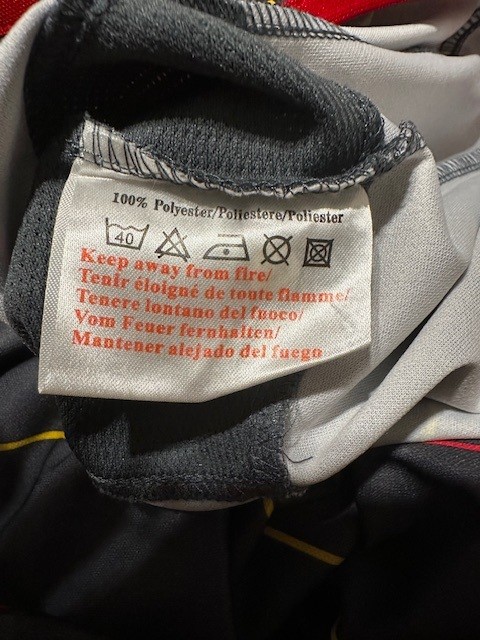 100% Polyester/Poliestere/Poliester
40
Keep away from fire/
Tenir éloigné de toute flamme/
Tenere lontano del fuoco/
Vom Feuer fernhalten/
Mantener alejado del fuego